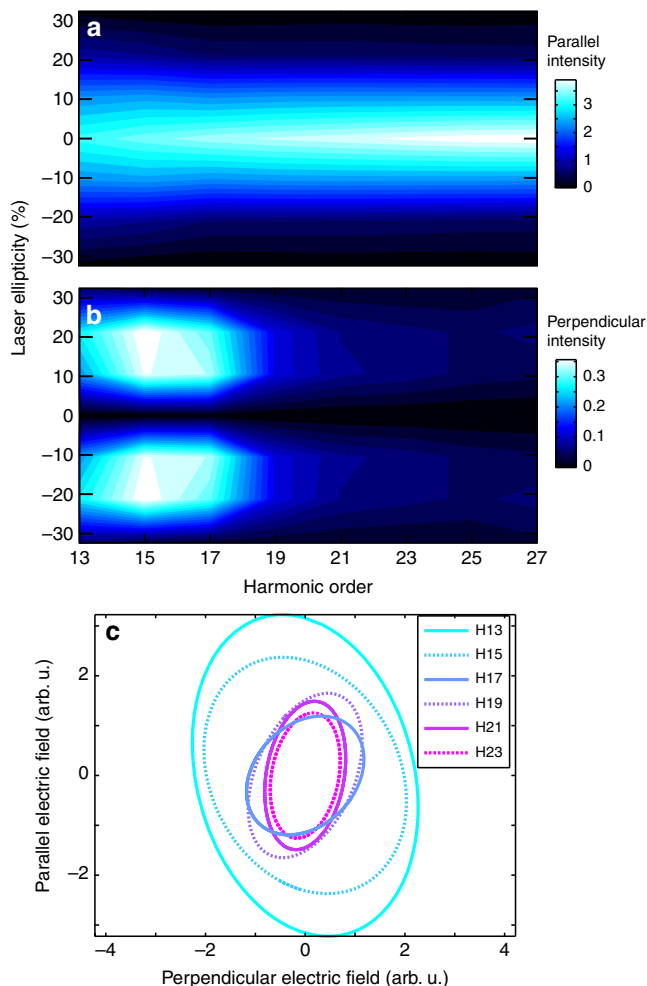 a
Parallel
intensity
30
20
10
0
−10
−20
−30
3
2
1
0
Laser ellipticity (%)
b
Perpendicular
intensity
30
20
10
0
−10
−20
−30
0.3
0.2
0.1
0
13 15 17 19 21 23 25 27
Harmonic order
c
H13
H15
H17
H19
H21
H23
2
0
−2
Parallel electric field (arb. u.)
−4 −2 0 2 4
Perpendicular electric field (arb. u.)